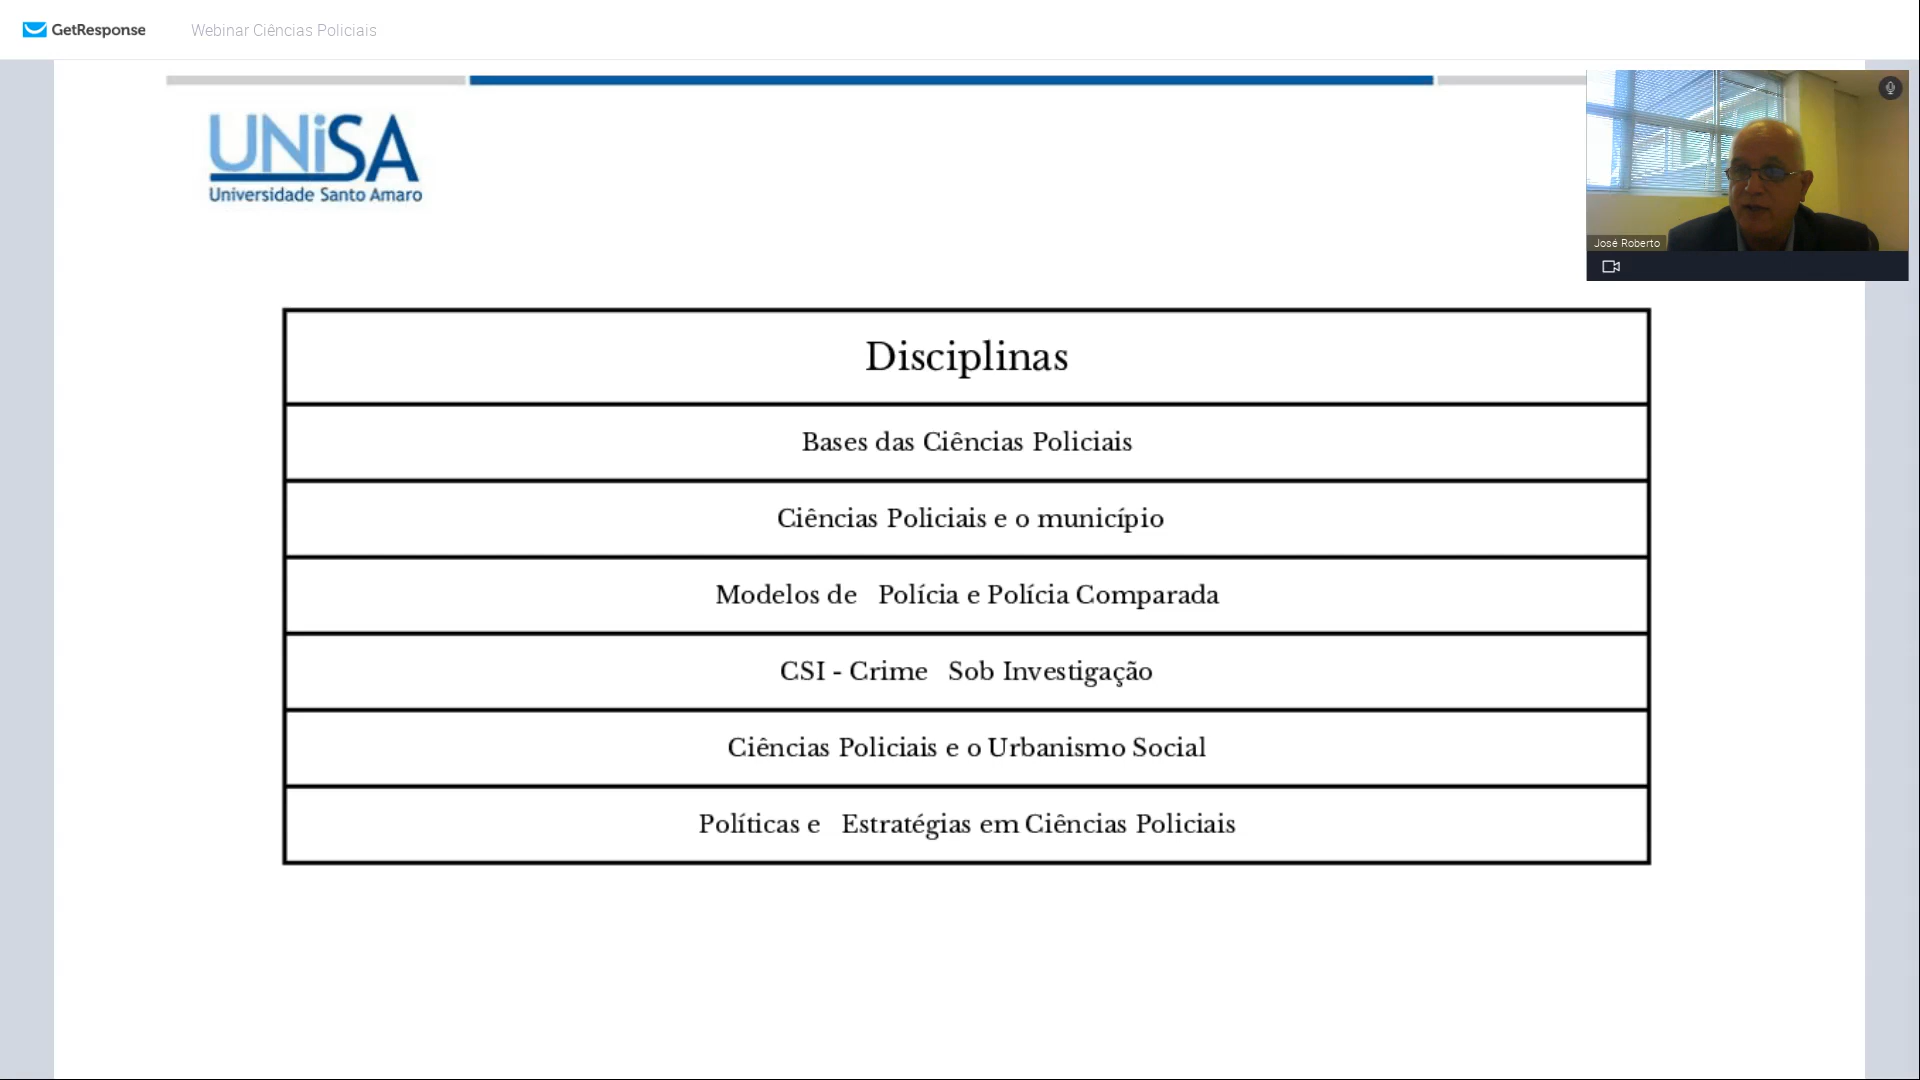 GetResponse
Webinar Ciências Policiais
UNiSA
Universidade Santo Amaro
José Roberto
Disciplinas
Bases das Ciências Policiais
Ciências Policiais e o município
Modelos de Polícia e Polícia Comparada
CSI - Crime Sob Investigação
Ciências Policiais e o Urbanismo Social
Políticas e Estratégias em Ciências Policiais